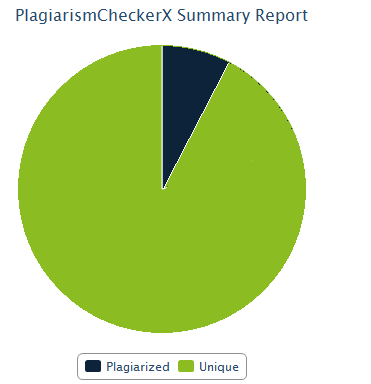 PlagiarismCheckerX Summary Report
Plagiarized Unique